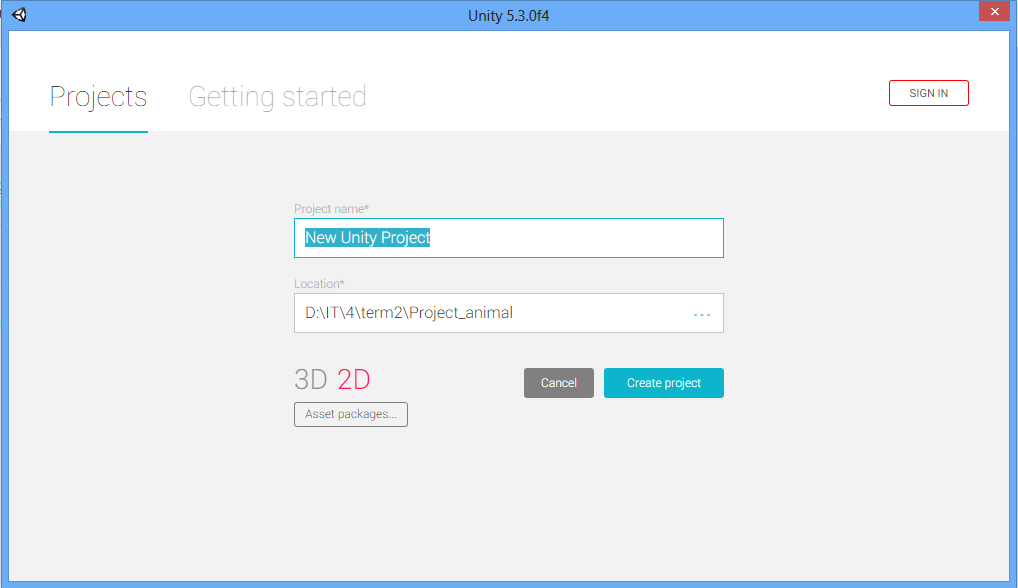 Unity 5.3.0f4
Projects Getting started
SIGN IN
Project name*
New Unity Project
Location*
D:\IT\4\term2\Project_animal
3D 2D
Cancel Create project
Asset packages...